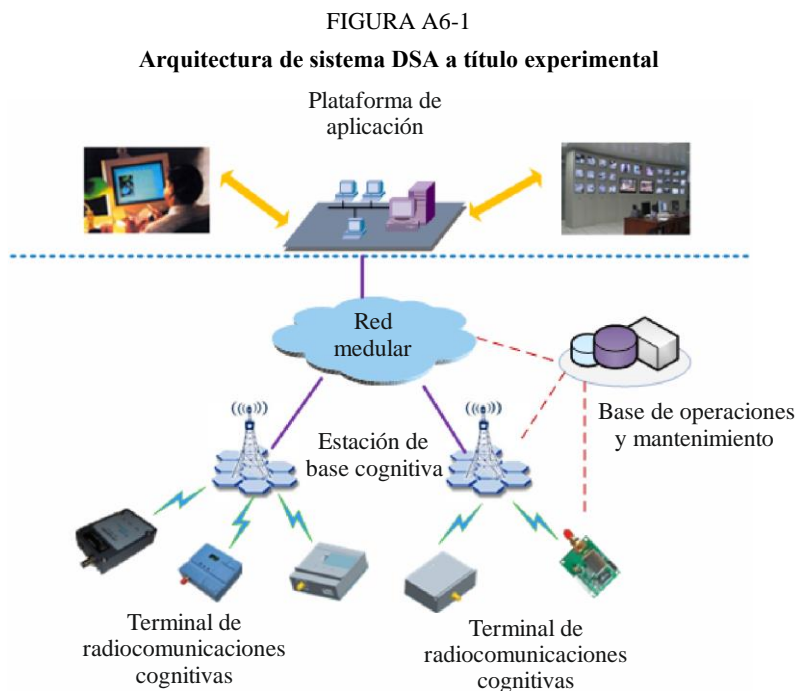 FIGURA A6-1
Arquitectura de sistema DSA a título experimental
Plataforma de
aplicación
Red
medular
Base de operaciones
y mantenimiento
Estación de
base cognitiva
Terminal de
radiocomunicaciones
cognitivas
Terminal de
radiocomunicaciones
cognitivas